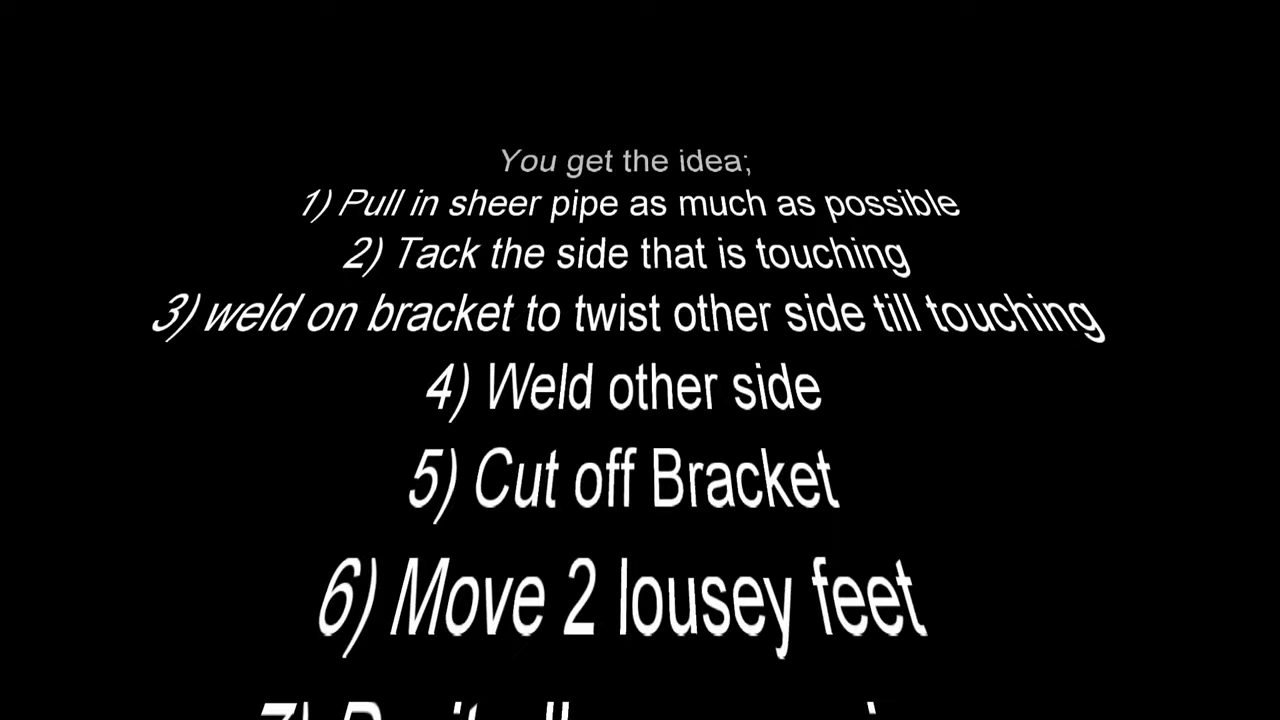 You get the idea;
1) Pull in sheer pipe as much as possible
2) Tack the side that is touching
3) weld on bracket to twist other side till touching
4) Weld other side
5) Cut off Bracket
6) Move 2 lousey feet